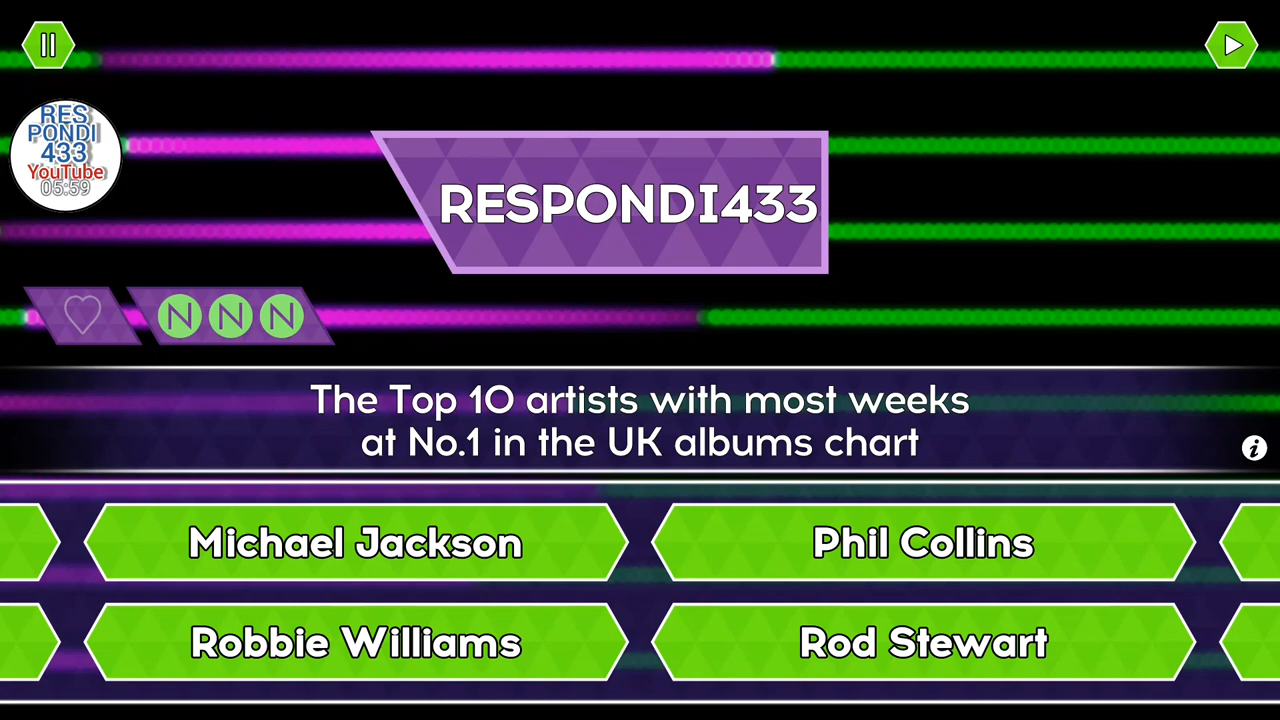 RES
PONDI
433
YouTube
05:59
RESPONDI433
N N N
The Top 10 artists with most weeks
at No.1 in the UK albums chart
i
Michael Jackson
Phil Collins
Robbie Williams
Rod Stewart